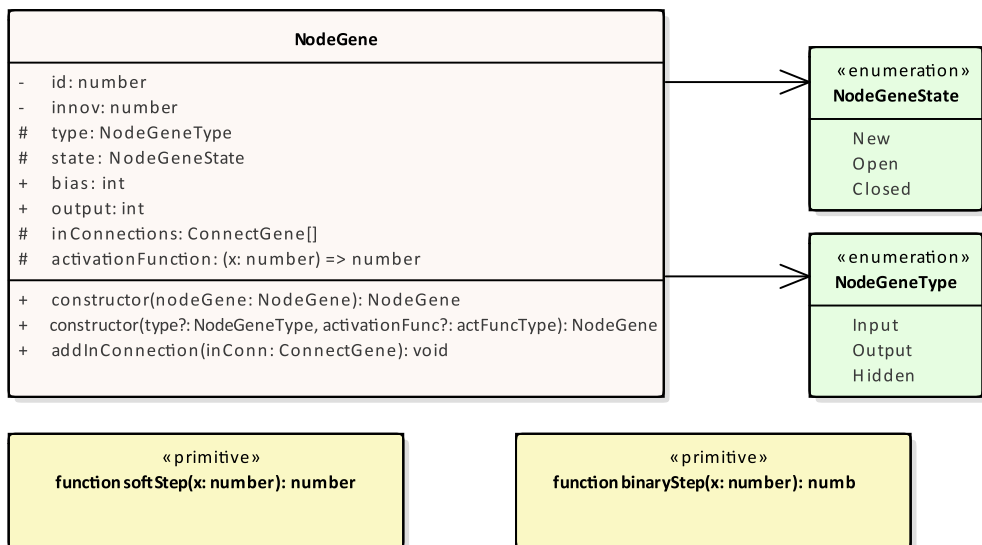 NodeGene
- id: number
- innov: number
# type: NodeGeneType
# state: NodeGeneState
+ bias: int
+ output: int
# inConnections: ConnectGene[]
# activationFunction: (x: number) => number
+ constructor(nodeGene: NodeGene): NodeGene
+ constructor(type?: NodeGeneType, activationFunc?: actFuncType): NodeGene
+ addInConnection(inConn: ConnectGene): void
«enumeration»
NodeGeneState
New
Open
Closed
«enumeration»
NodeGeneType
Input
Output
Hidden
«primitive»
function softStep(x: number): number
«primitive»
function binaryStep(x: number): numb